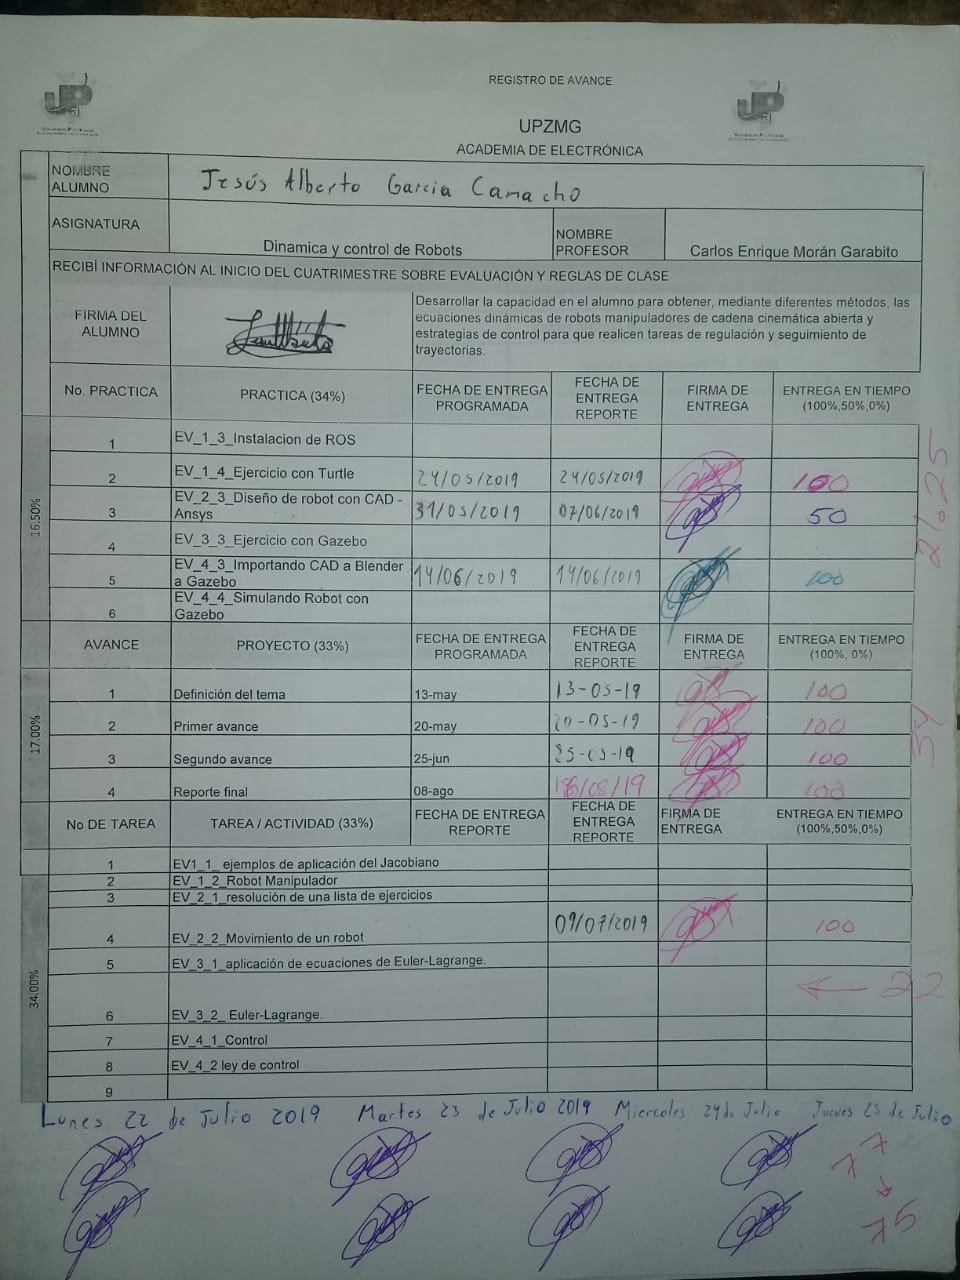 REGISTRO DE AVANCE
UPZMG
ACADEMIA DE ELECTRÓNICA
NOMBRE ALUMNO Jesús Alberto Garcia Camacho
ASIGNATURA Dinamica y control de Robots NOMBRE PROFESOR Carlos Enrique Morán Garabito
RECIBÍ INFORMACIÓN AL INICIO DEL CUATRIMESTRE SOBRE EVALUACIÓN Y REGLAS DE CLASE
FIRMA DEL ALUMNO
Desarrollar la capacidad en el alumno para obtener, mediante diferentes métodos, las
ecuaciones dinámicas de robots manipuladores de cadena cinemática abierta y
estrategias de control para que realicen tareas de regulación y seguimiento de
trayectorias.
No. PRACTICA PRACTICA (34%) FECHA DE ENTREGA PROGRAMADA FECHA DE ENTREGA REPORTE FIRMA DE ENTREGA ENTREGA EN TIEMPO (100%,50%,0%)
16.50%
1 EV_1_3_Instalacion de ROS
2 EV_1_4_Ejercicio con Turtle 24/05/2019 24/05/2019 100
3 EV_2_3_Diseño de robot con CAD - Ansys 31/05/2019 07/06/2019 50
4 EV_3_3_Ejercicio con Gazebo
5 EV_4_3_Importando CAD a Blender a Gazebo 14/06/2019 14/06/2019 100
6 EV_4_4_Simulando Robot con Gazebo
21.25
AVANCE PROYECTO (33%) FECHA DE ENTREGA PROGRAMADA FECHA DE ENTREGA REPORTE FIRMA DE ENTREGA ENTREGA EN TIEMPO (100%, 0%)
17.00%
1 Definición del tema 13-may 13-05-19 100
2 Primer avance 20-may 20-05-19 100
3 Segundo avance 25-jun 100
4 Reporte final 08-ago 100
34
No DE TAREA TAREA / ACTIVIDAD (33%) FECHA DE ENTREGA REPORTE FECHA DE ENTREGA REPORTE FIRMA DE ENTREGA ENTREGA EN TIEMPO (100%,50%,0%)
34.00%
1 EV1_1_ ejemplos de aplicación del Jacobiano
2 EV_1_2_Robot Manipulador
3 EV_2_1_resolución de una lista de ejercicios
4 EV_2_2_Movimiento de un robot 09/07/2019 100
5 EV_3_1_aplicación de ecuaciones de Euler-Lagrange.
22
6 EV_3_2_ Euler-Lagrange.
7 EV_4_1_Control
8 EV_4_2 ley de control
9
Lunes 22 de Julio 2019 Martes 23 de Julio 2019 Miercoles 24 de Julio Jueves 25 de Julio
77
75